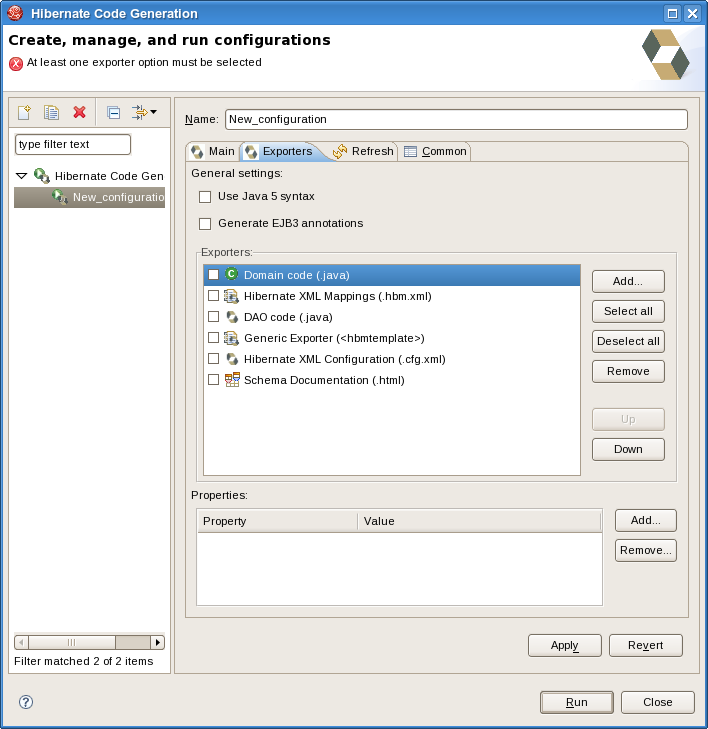 Hibernate Code Generation
Create, manage, and run configurations
At least one exporter option must be selected
type filter text
Hibernate Code Gen
New_configuratio
Filter matched 2 of 2 items
Name: New_configuration
Main Exporters Refresh Common
General settings:
Use Java 5 syntax
Generate EJB3 annotations
Exporters:
Domain code (.java)
Hibernate XML Mappings (.hbm.xml)
DAO code (.java)
Generic Exporter (<hbmtemplate>)
Hibernate XML Configuration (.cfg.xml)
Schema Documentation (.html)
Add...
Select all
Deselect all
Remove
Up
Down
Properties:
Property Value
Add...
Remove...
Apply Revert
Run Close